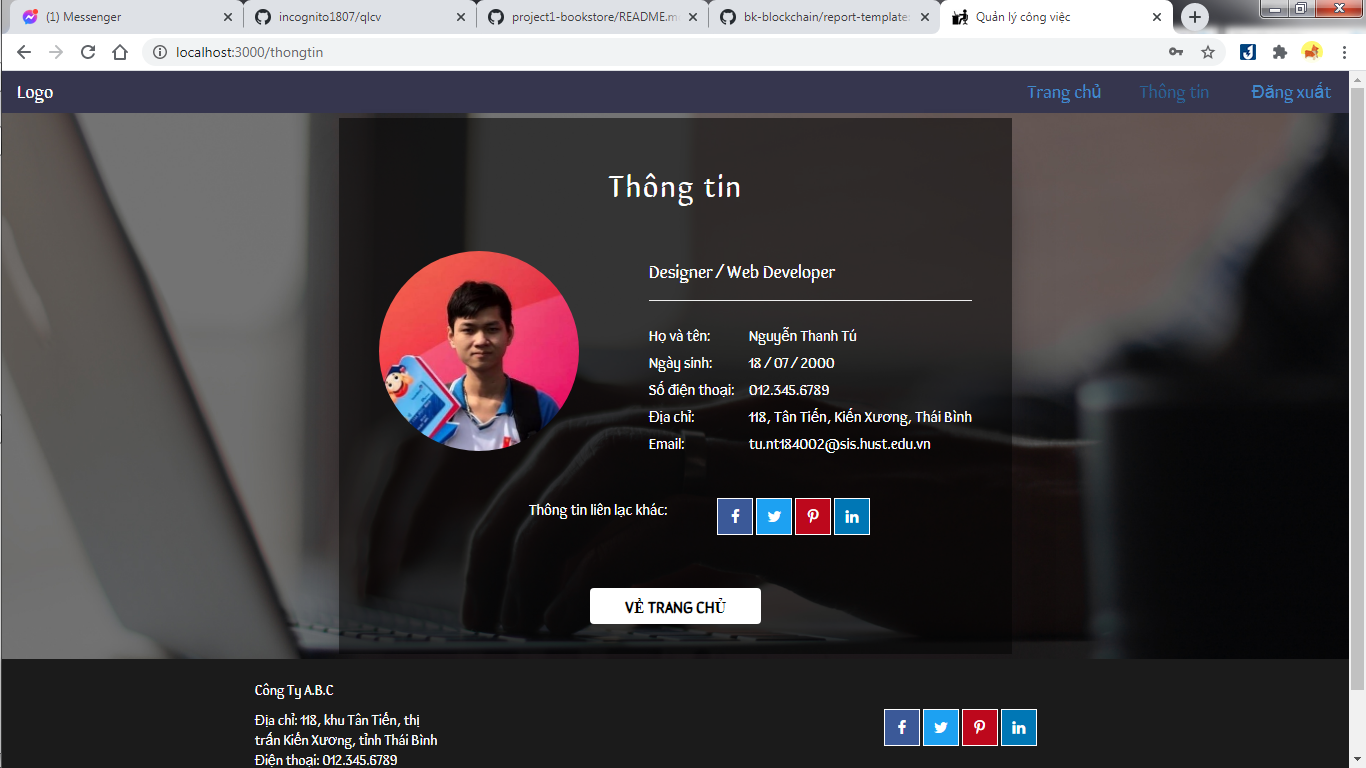 (1) Messenger
incognito1807/qlcv
project1-bookstore/README.m
bk-blockchain/report-template
Quản lý công việc
localhost:3000/thongtin
Logo
Trang chủ
Thông tin
Đăng xuất
Thông tin
Designer / Web Developer
Họ và tên: Nguyễn Thanh Tú
Ngày sinh: 18 / 07 / 2000
Số điện thoại: 012.345.6789
Địa chỉ: 118, Tân Tiến, Kiến Xương, Thái Bình
Email: tu.nt184002@sis.hust.edu.vn
Thông tin liên lạc khác:
VỀ TRANG CHỦ
Công Ty A.B.C
Địa chỉ: 118, khu Tân Tiến, thị
trấn Kiến Xương, tỉnh Thái Bình
Điện thoại: 012.345.6789